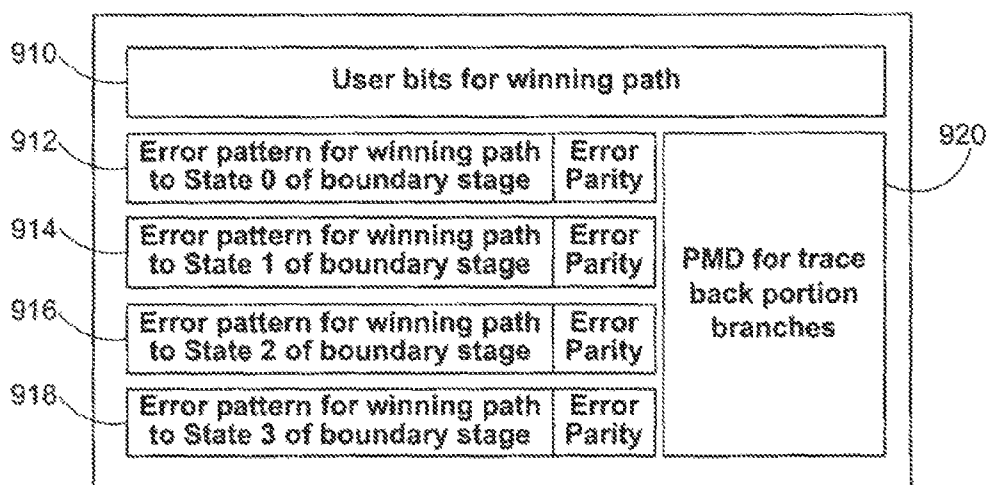 910
User bits for winning path
912
Error pattern for winning path
to State 0 of boundary stage
Error
Parity
920
914
Error pattern for winning path
to State 1 of boundary stage
Error
Parity
PMD for trace
back portion
branches
916
Error pattern for winning path
to State 2 of boundary stage
Error
Parity
918
Error pattern for winning path
to State 3 of boundary stage
Error
Parity